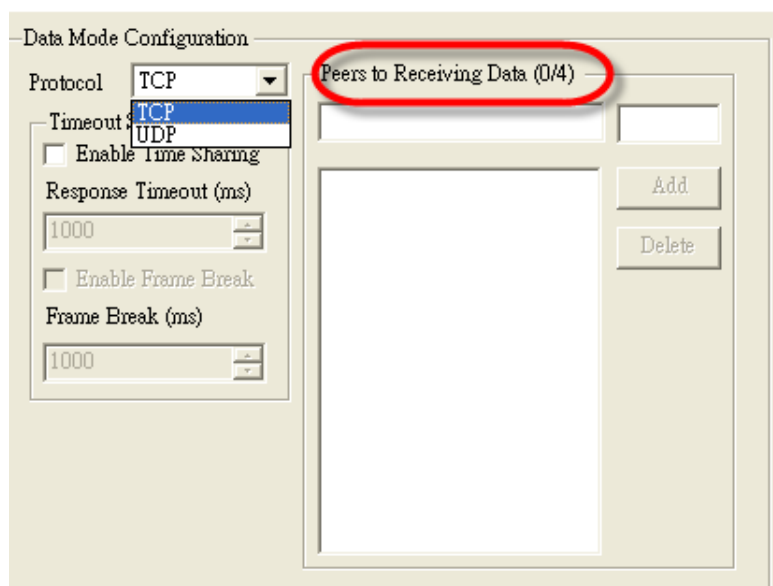 Data Mode Configuration
Protocol
TCP
TCP
UDP
Timeout
Enable Time Sharing
Response Timeout (ms)
1000
Enable Frame Break
Frame Break (ms)
1000
Peers to Receiving Data (0/4)
Add
Delete